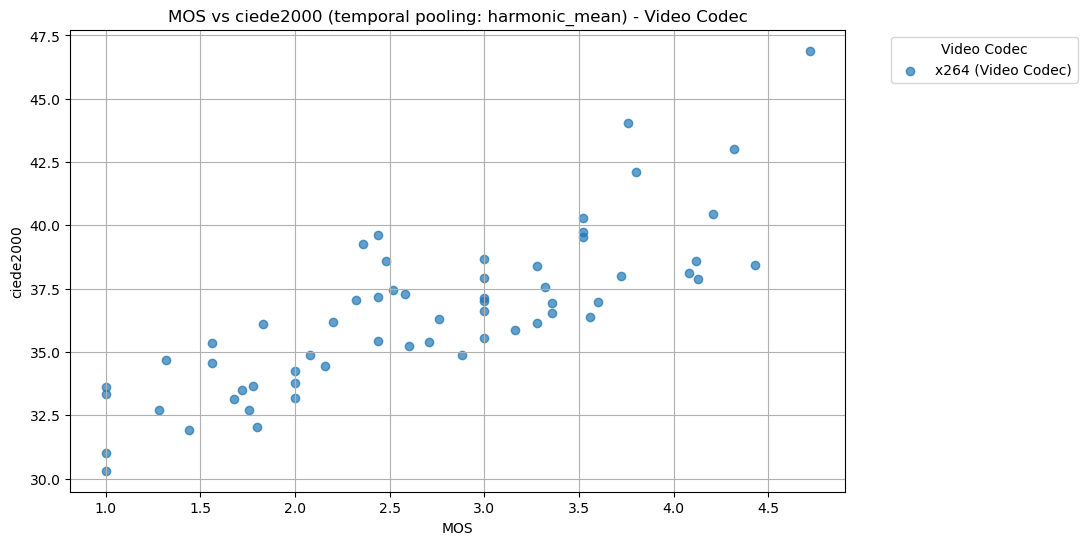 MOS vs ciede2000 (temporal pooling: harmonic_mean) - Video Codec
47.5
45.0
42.5
40.0
37.5
35.0
32.5
30.0
ciede2000
1.0 1.5 2.0 2.5 3.0 3.5 4.0 4.5
MOS
Video Codec
x264 (Video Codec)